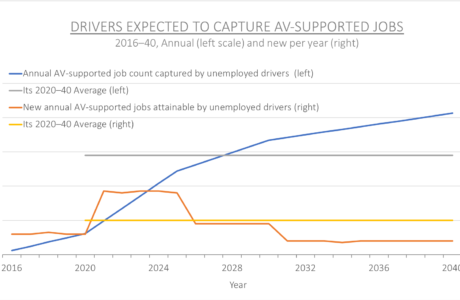 DRIVERS EXPECTED TO CAPTURE AV-SUPPORTED JOBS
2016–40, Annual (left scale) and new per year (right)
Annual AV-supported job count captured by unemployed drivers (left)
Its 2020–40 Average (left)
New annual AV-supported jobs attainable by unemployed drivers (right)
Its 2020–40 Average (right)
2016 2020 2024 2028 2032 2036 2040
Year